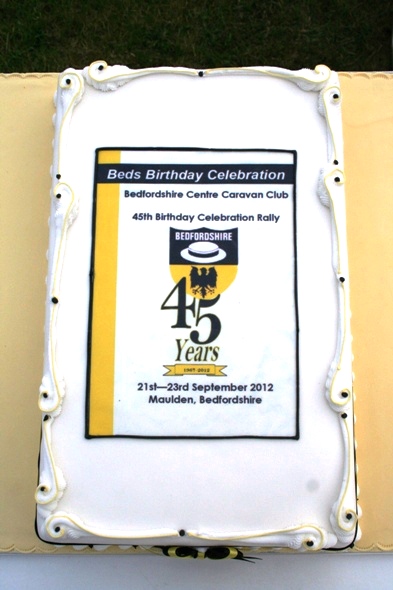 Beds Birthday Celebration
Bedfordshire Centre Caravan Club
45th Birthday Celebration Rally
BEDFORDSHIRE
45
Years
1967-2012
21st—23rd September 2012
Maulden, Bedfordshire